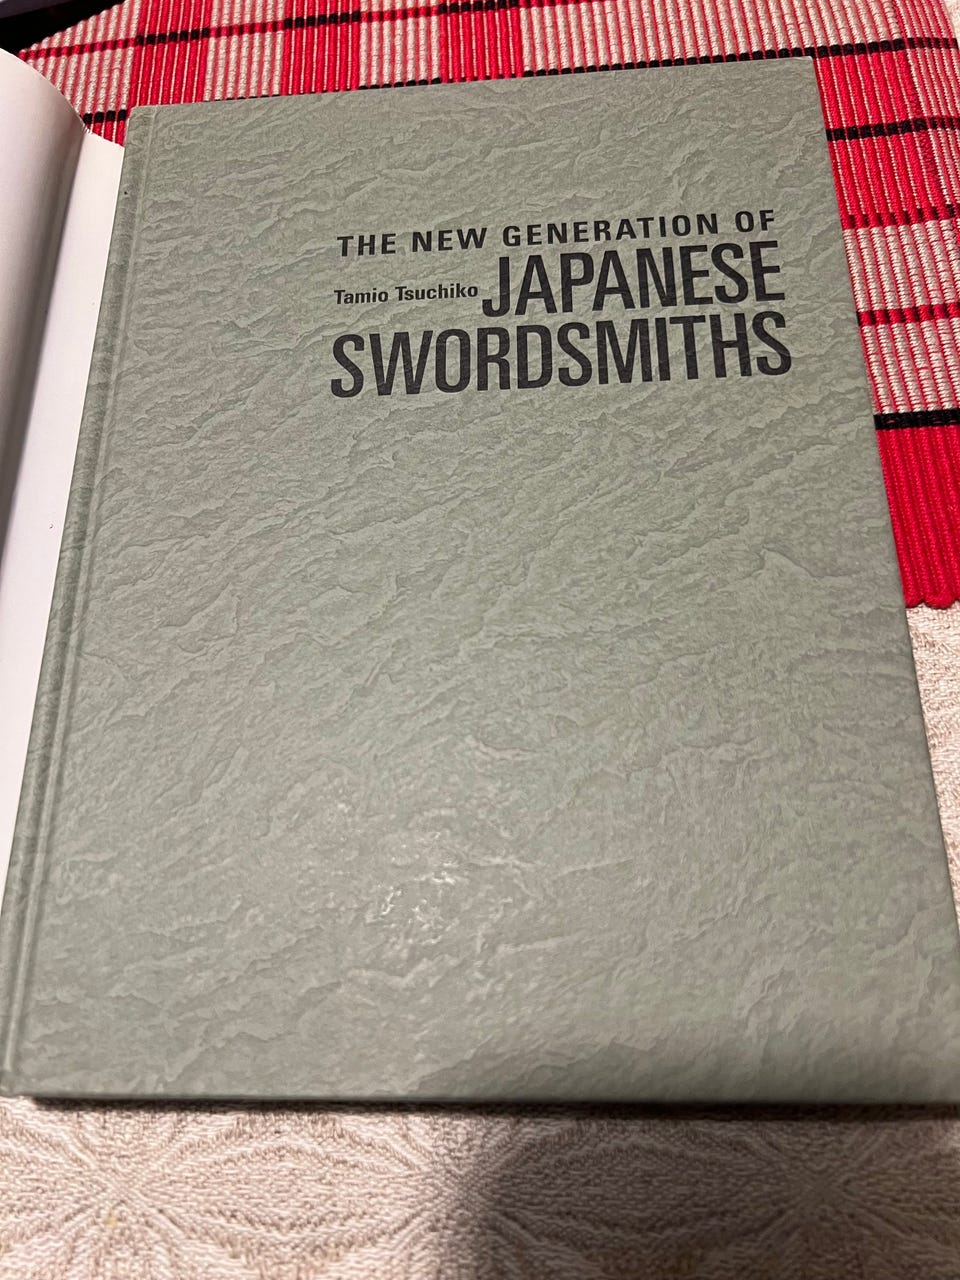 THE NEW GENERATION OF
Tamio Tsuchiko JAPANESE
SWORDSMITHS